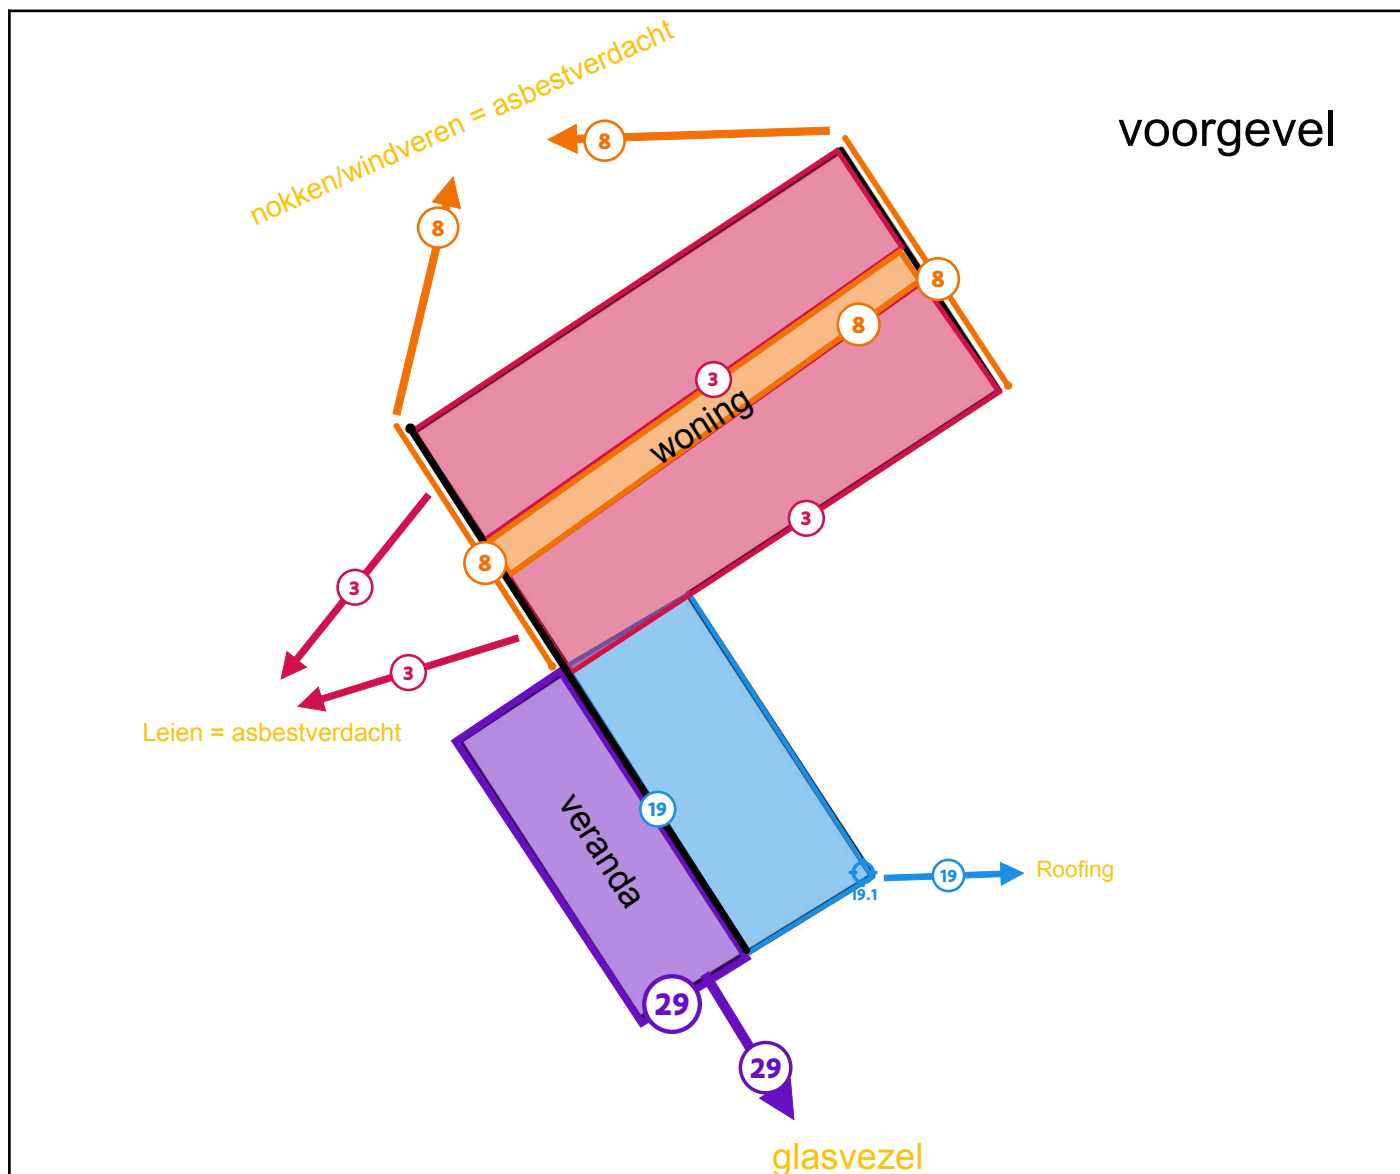 nokken/windveren = asbestverdacht
voorgevel
8
8
8
8
3
woning
3
8
3
3
Leien = asbestverdacht
19
veranda
19
Roofing
19.1
29
29
glasvezel